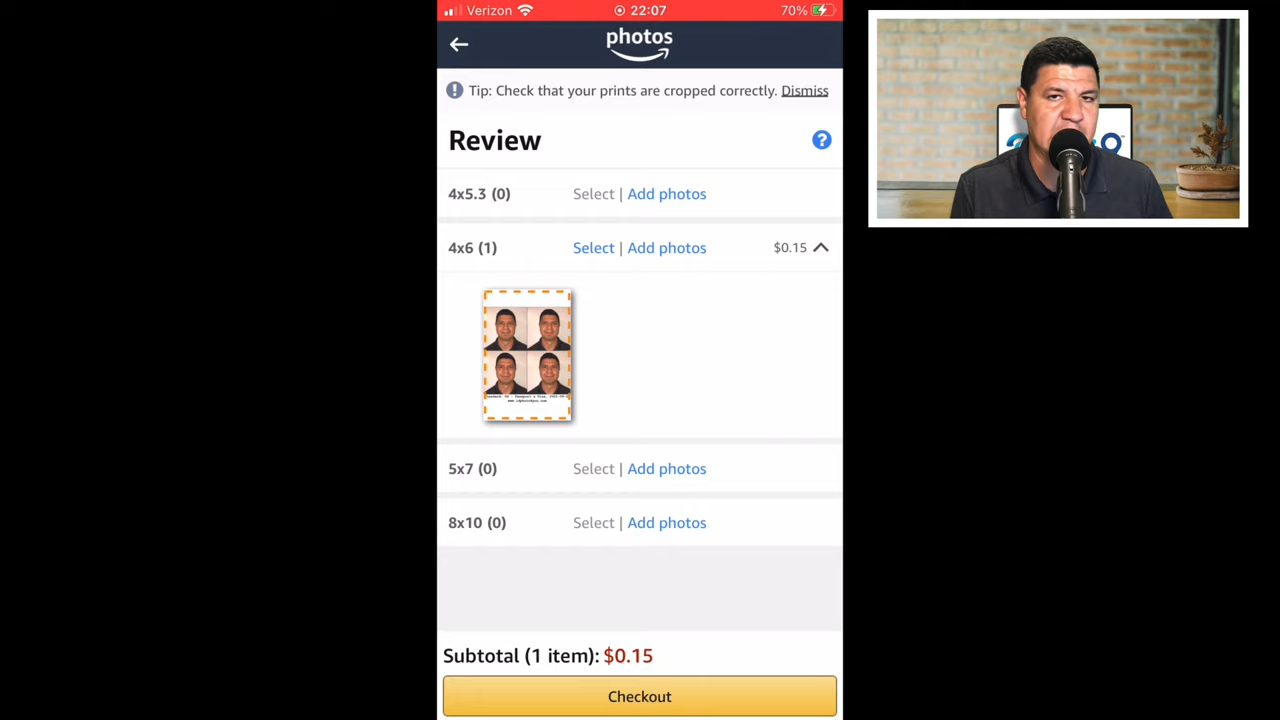 Verizon 22:07 70%
photos
Tip: Check that your prints are cropped correctly. Dismiss
Review ?
4x5.3 (0) Select | Add photos
4x6 (1) Select | Add photos $0.15
5x7 (0) Select | Add photos
8x10 (0) Select | Add photos
Subtotal (1 item): $0.15
Checkout